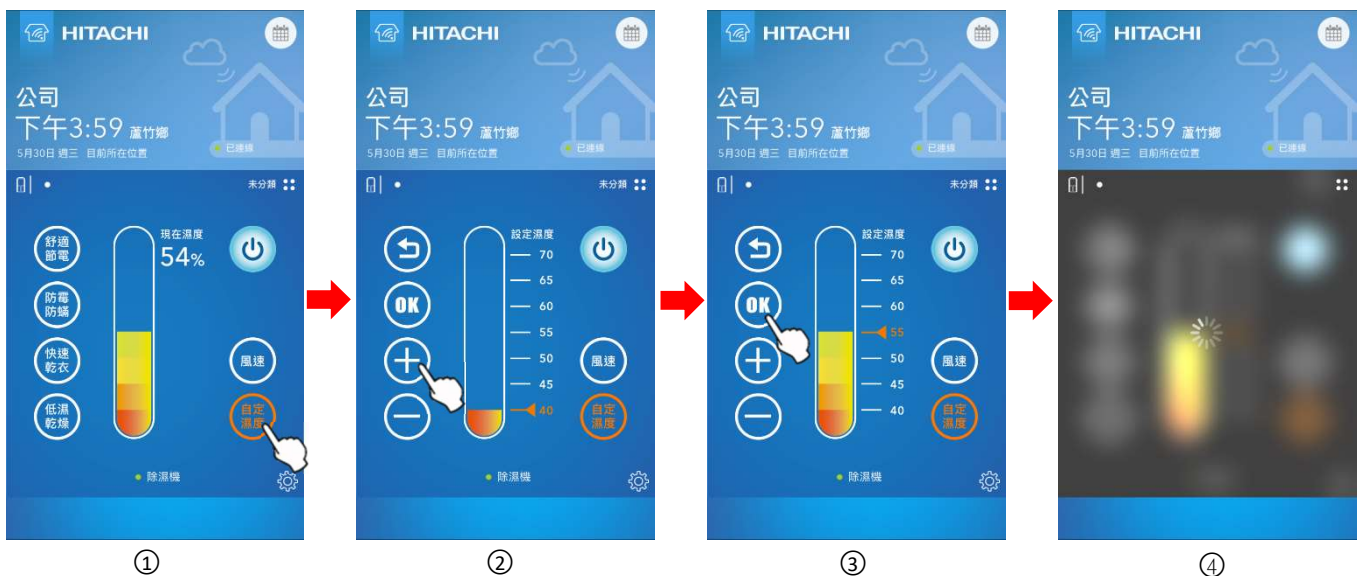 HITACHI
公司
下午3:59 蘆竹鄉
5月30日 週三 目前所在位置
已連線
未分類
舒適
節電
現在濕度
54%
防霉
防蟎
快速
乾衣
風速
低濕
乾燥
自定
濕度
除濕機
①
HITACHI
公司
下午3:59 蘆竹鄉
5月30日 週三 目前所在位置
已連線
未分類
設定濕度
70
65
OK
60
55
50
風速
45
40
自定
濕度
除濕機
②
HITACHI
公司
下午3:59 蘆竹鄉
5月30日 週三 目前所在位置
已連線
未分類
設定濕度
70
65
OK
60
55
50
風速
45
40
自定
濕度
除濕機
③
HITACHI
公司
下午3:59 蘆竹鄉
5月30日 週三 目前所在位置
已連線
④